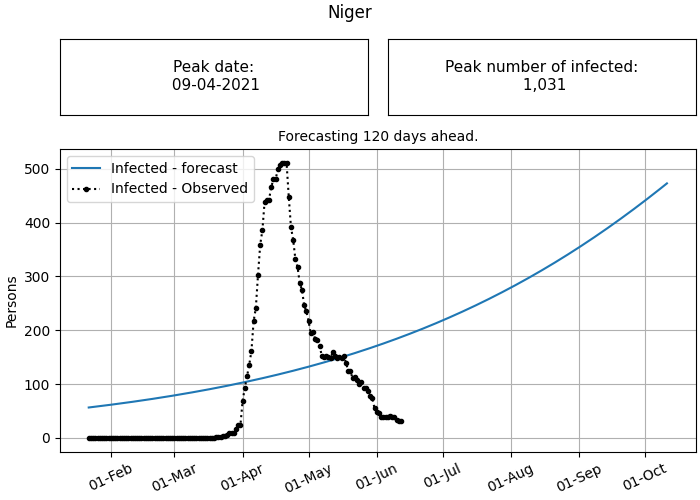 Niger
Peak date:
09-04-2021
Peak number of infected:
1,031
Forecasting 120 days ahead.
Infected - forecast
Infected - Observed
Persons
500
400
300
200
100
0
01-Feb
01-Mar
01-Apr
01-May
01-Jun
01-Jul
01-Aug
01-Sep
01-Oct